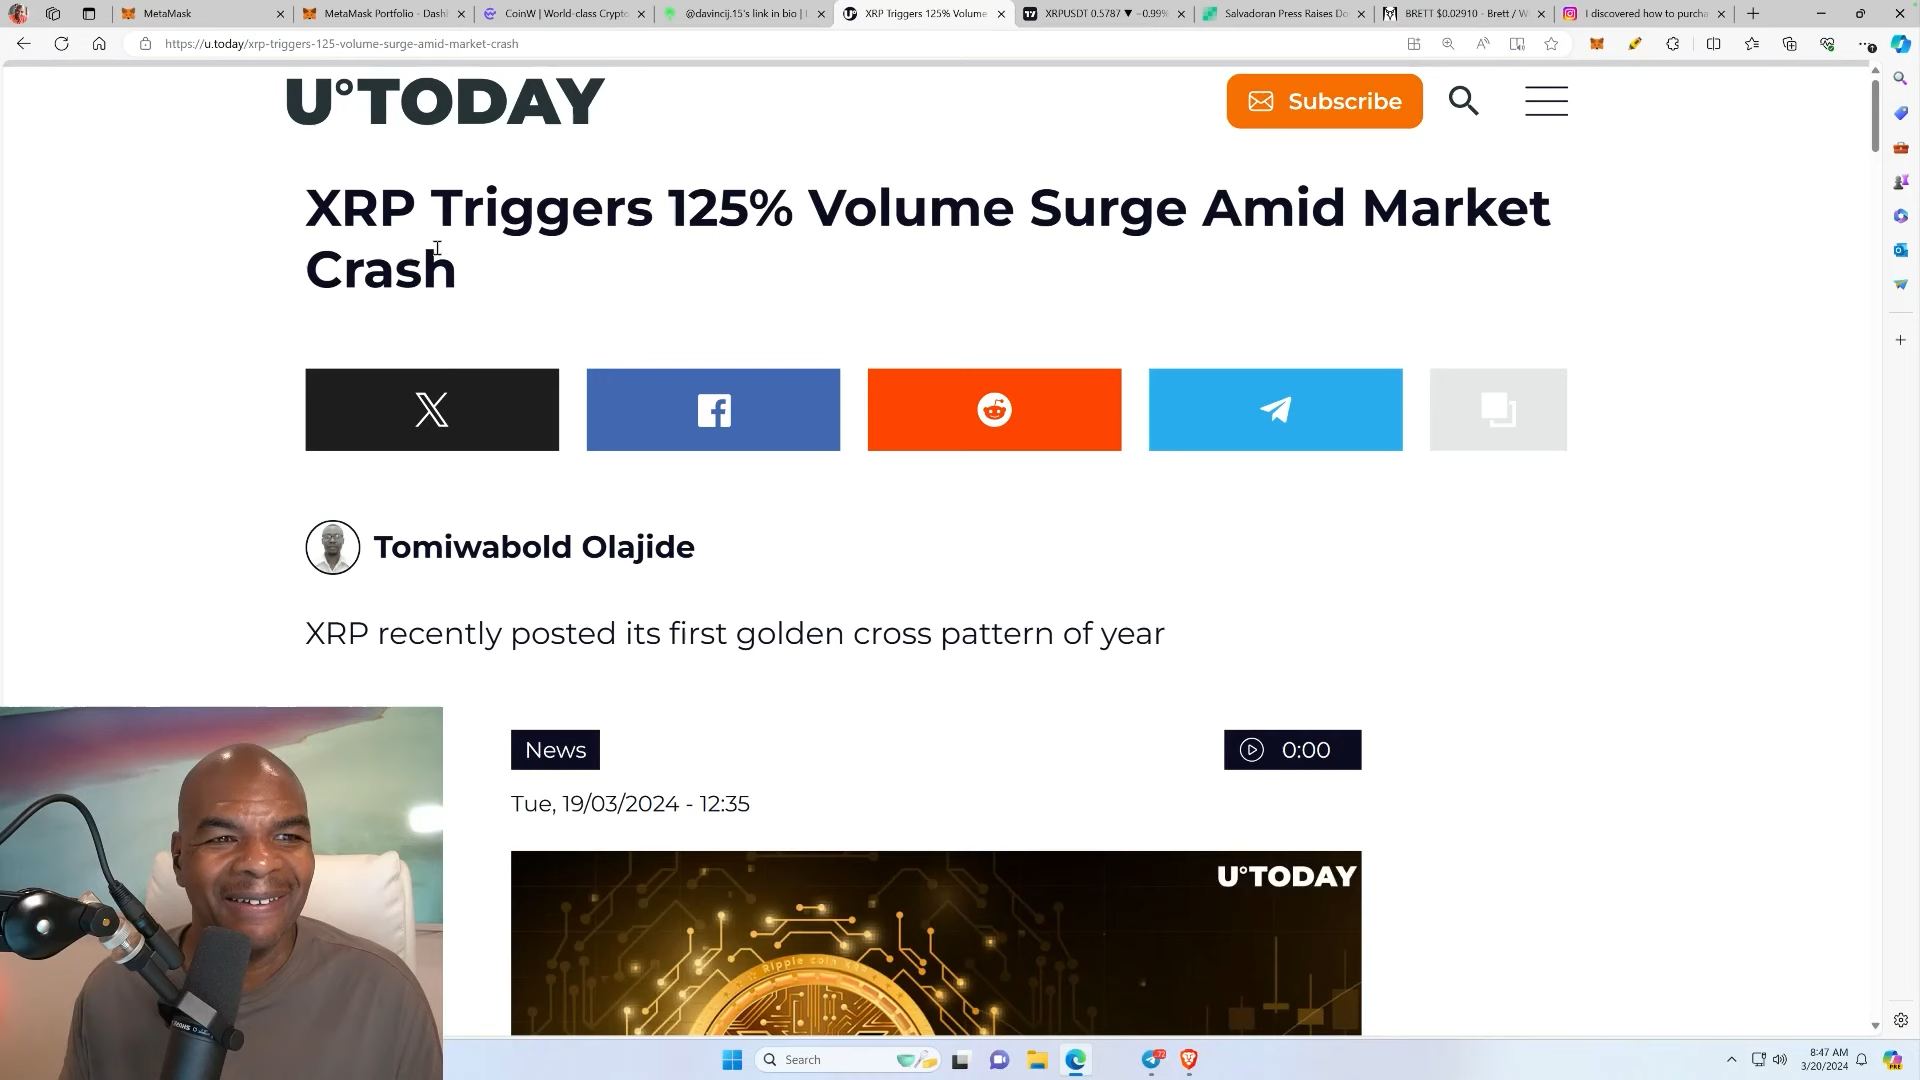 MetaMask
MetaMask Portfolio - Dash
CoinW | World-class Crypto
@davincij.15's link in bio |
XRP Triggers 125% Volume
XRPUSDT 0.5787 ▼ −0.99%
Salvadoran Press Raises Do
BRETT $0.02910 - Brett / W
I discovered how to purcha
https://u.today/xrp-triggers-125-volume-surge-amid-market-crash
U°TODAY
Subscribe
XRP Triggers 125% Volume Surge Amid Market
Crash
Tomiwabold Olajide
XRP recently posted its first golden cross pattern of year
News
0:00
Tue, 19/03/2024 - 12:35
U°TODAY
Ripple coin
Search
8:47 AM
3/20/2024